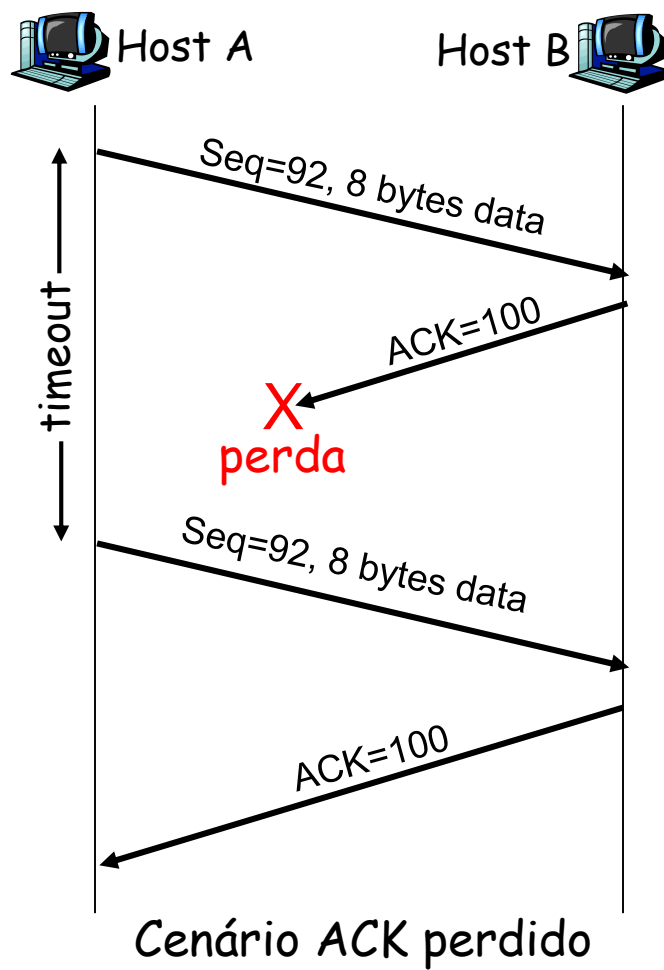 Host A
Host B
Seq=92, 8 bytes data
ACK=100
timeout
X
perda
Seq=92, 8 bytes data
ACK=100
Cenário ACK perdido